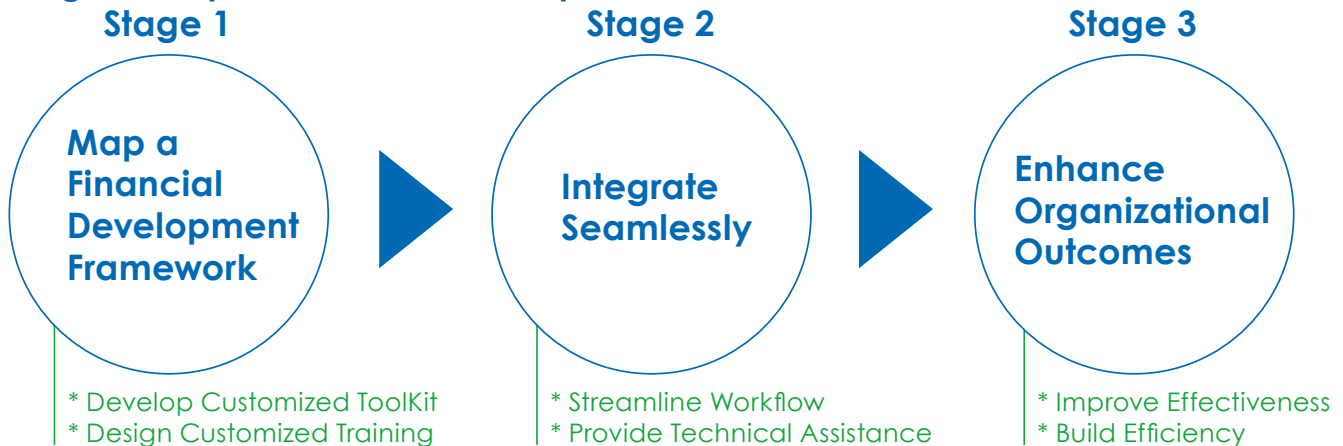 Stage 1
Map a
Financial
Development
Framework
* Develop Customized ToolKit
* Design Customized Training
Stage 2
Integrate
Seamlessly
* Streamline Workflow
* Provide Technical Assistance
Stage 3
Enhance
Organizational
Outcomes
* Improve Effectiveness
* Build Efficiency